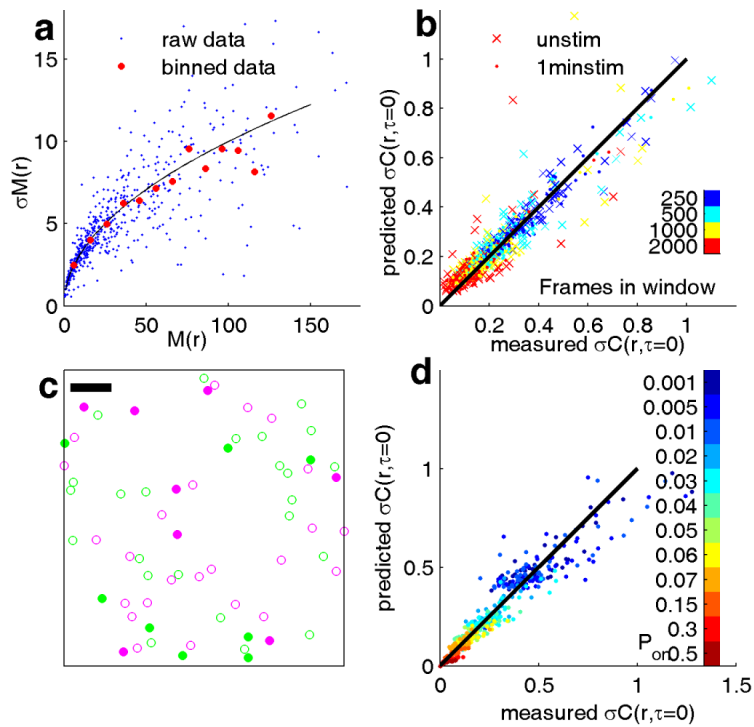 a
raw data
binned data
15
10
5
0
0
50
100
150
σM(r)
M(r)
b
unstim
1minstim
1
0.8
0.6
0.4
0.2
0
0.2
0.4
0.6
0.8
1
250
500
1000
2000
Frames in window
predicted σC(r,τ=0)
measured σC(r,τ=0)
c
d
1
0.5
0
0
0.5
1
1.5
0.001
0.005
0.01
0.02
0.03
0.04
0.05
0.06
0.07
0.15
0.3
0.5
Pon
predicted σC(r,τ=0)
measured σC(r,τ=0)